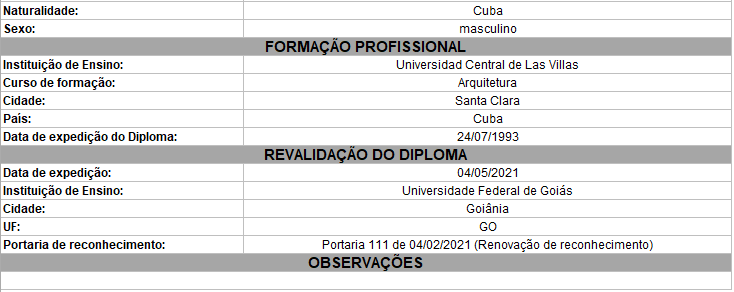 Naturalidade: Cuba
Sexo: masculino
FORMAÇÃO PROFISSIONAL
Instituição de Ensino: Universidad Central de Las Villas
Curso de formação: Arquitetura
Cidade: Santa Clara
País: Cuba
Data de expedição do Diploma: 24/07/1993
REVALIDAÇÃO DO DIPLOMA
Data de expedição: 04/05/2021
Instituição de Ensino: Universidade Federal de Goiás
Cidade: Goiânia
UF: GO
Portaria de reconhecimento: Portaria 111 de 04/02/2021 (Renovação de reconhecimento)
OBSERVAÇÕES